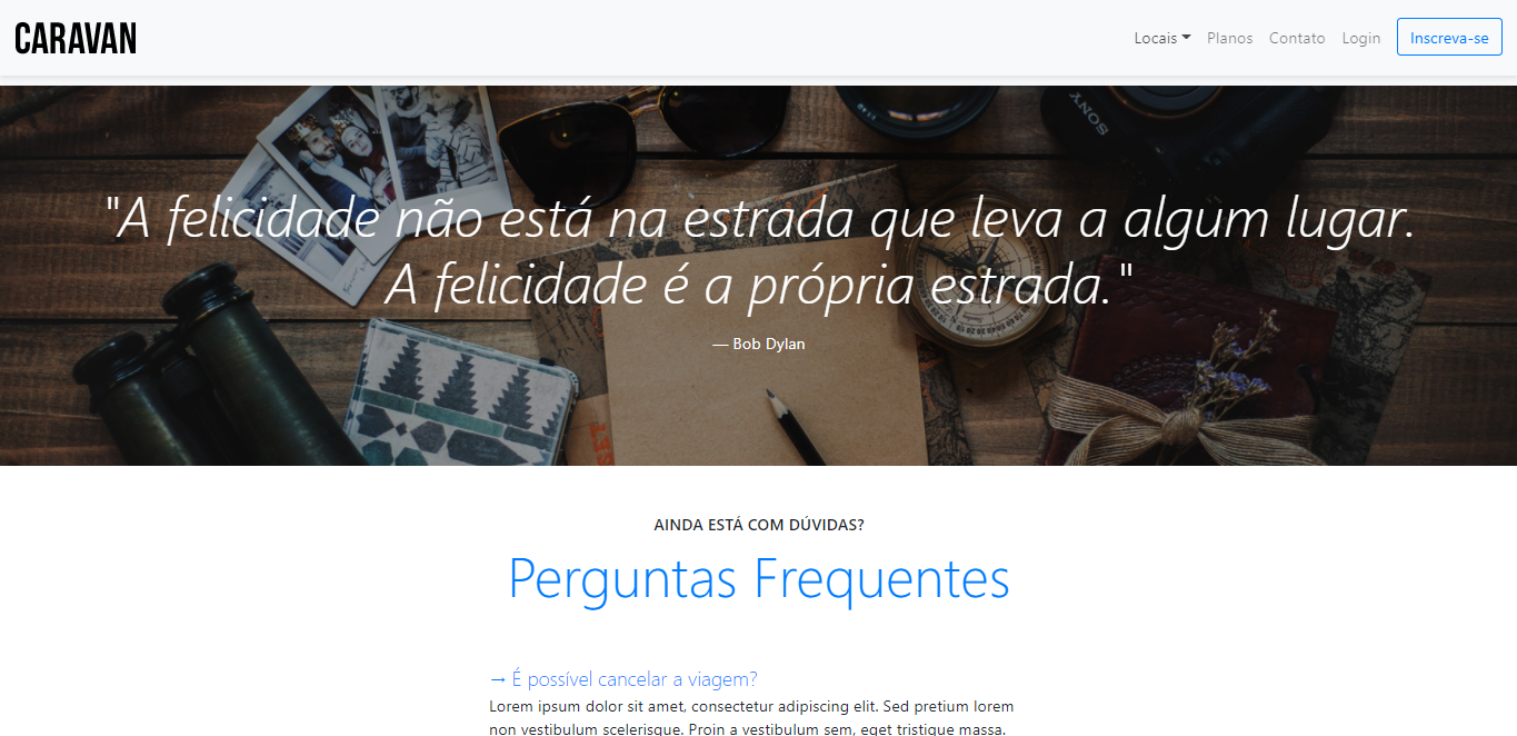 CARAVAN
Locais Planos Contato Login Inscreva-se
SONY
"A felicidade não está na estrada que leva a algum lugar.
A felicidade é a própria estrada."
— Bob Dylan
AINDA ESTÁ COM DÚVIDAS?
Perguntas Frequentes
→ É possível cancelar a viagem?
Lorem ipsum dolor sit amet, consectetur adipiscing elit. Sed pretium lorem
non vestibulum scelerisque. Proin a vestibulum sem, eget tristique massa.